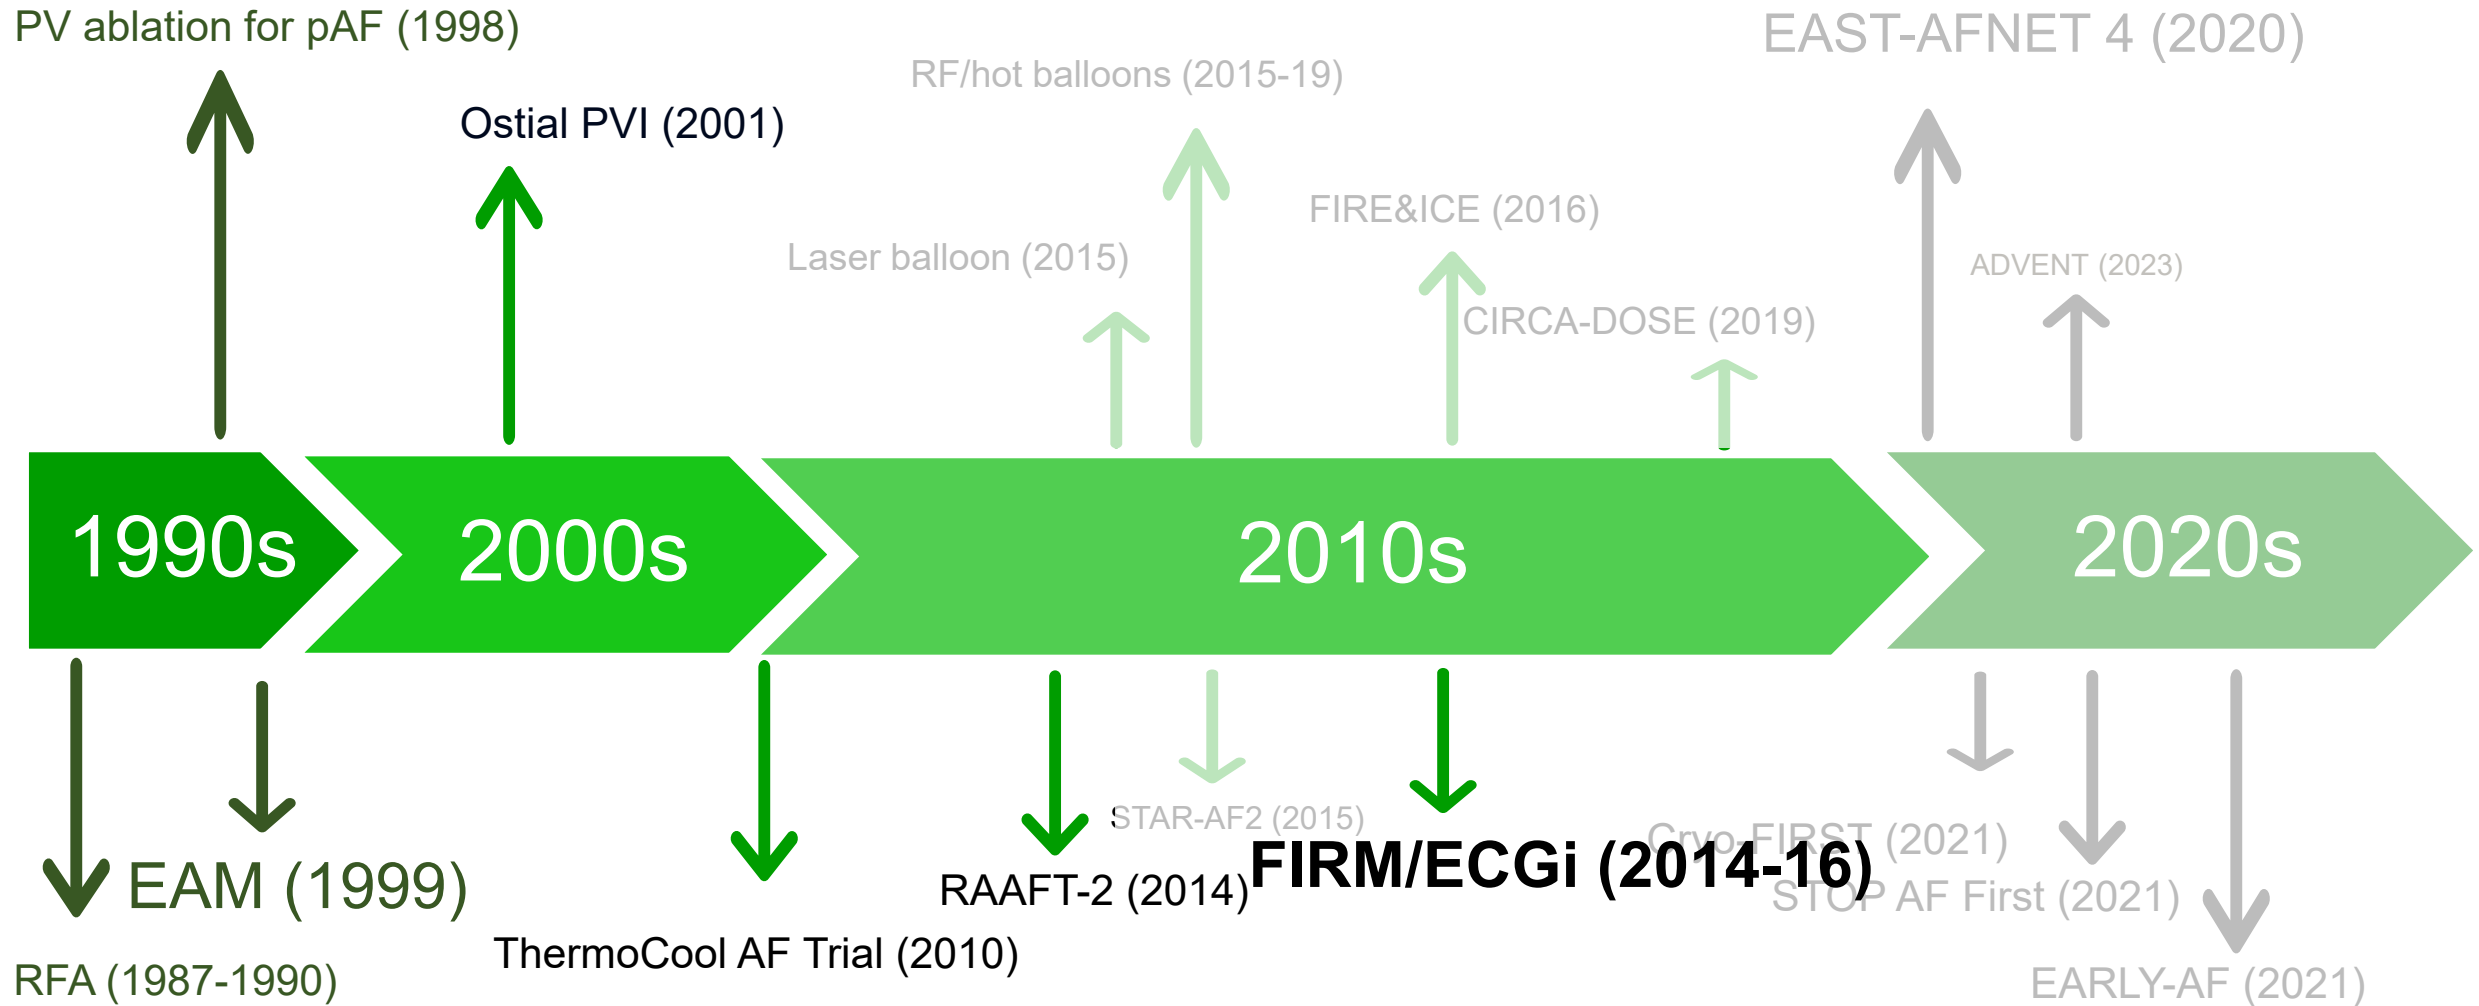 PV ablation for pAF (1998)
EAST-AFNET 4 (2020)
RF/hot balloons (2015-19)
Ostial PVI (2001)
FIRE&ICE (2016)
Laser balloon (2015)
ADVENT (2023)
CIRCA-DOSE (2019)
1990s
2000s
2010s
2020s
STAR-AF2 (2015)
Cryo-FIRST (2021)
FIRM/ECGi (2014-16)
EAM (1999)
RAAFT-2 (2014)
STOP AF First (2021)
ThermoCool AF Trial (2010)
RFA (1987-1990)
EARLY-AF (2021)